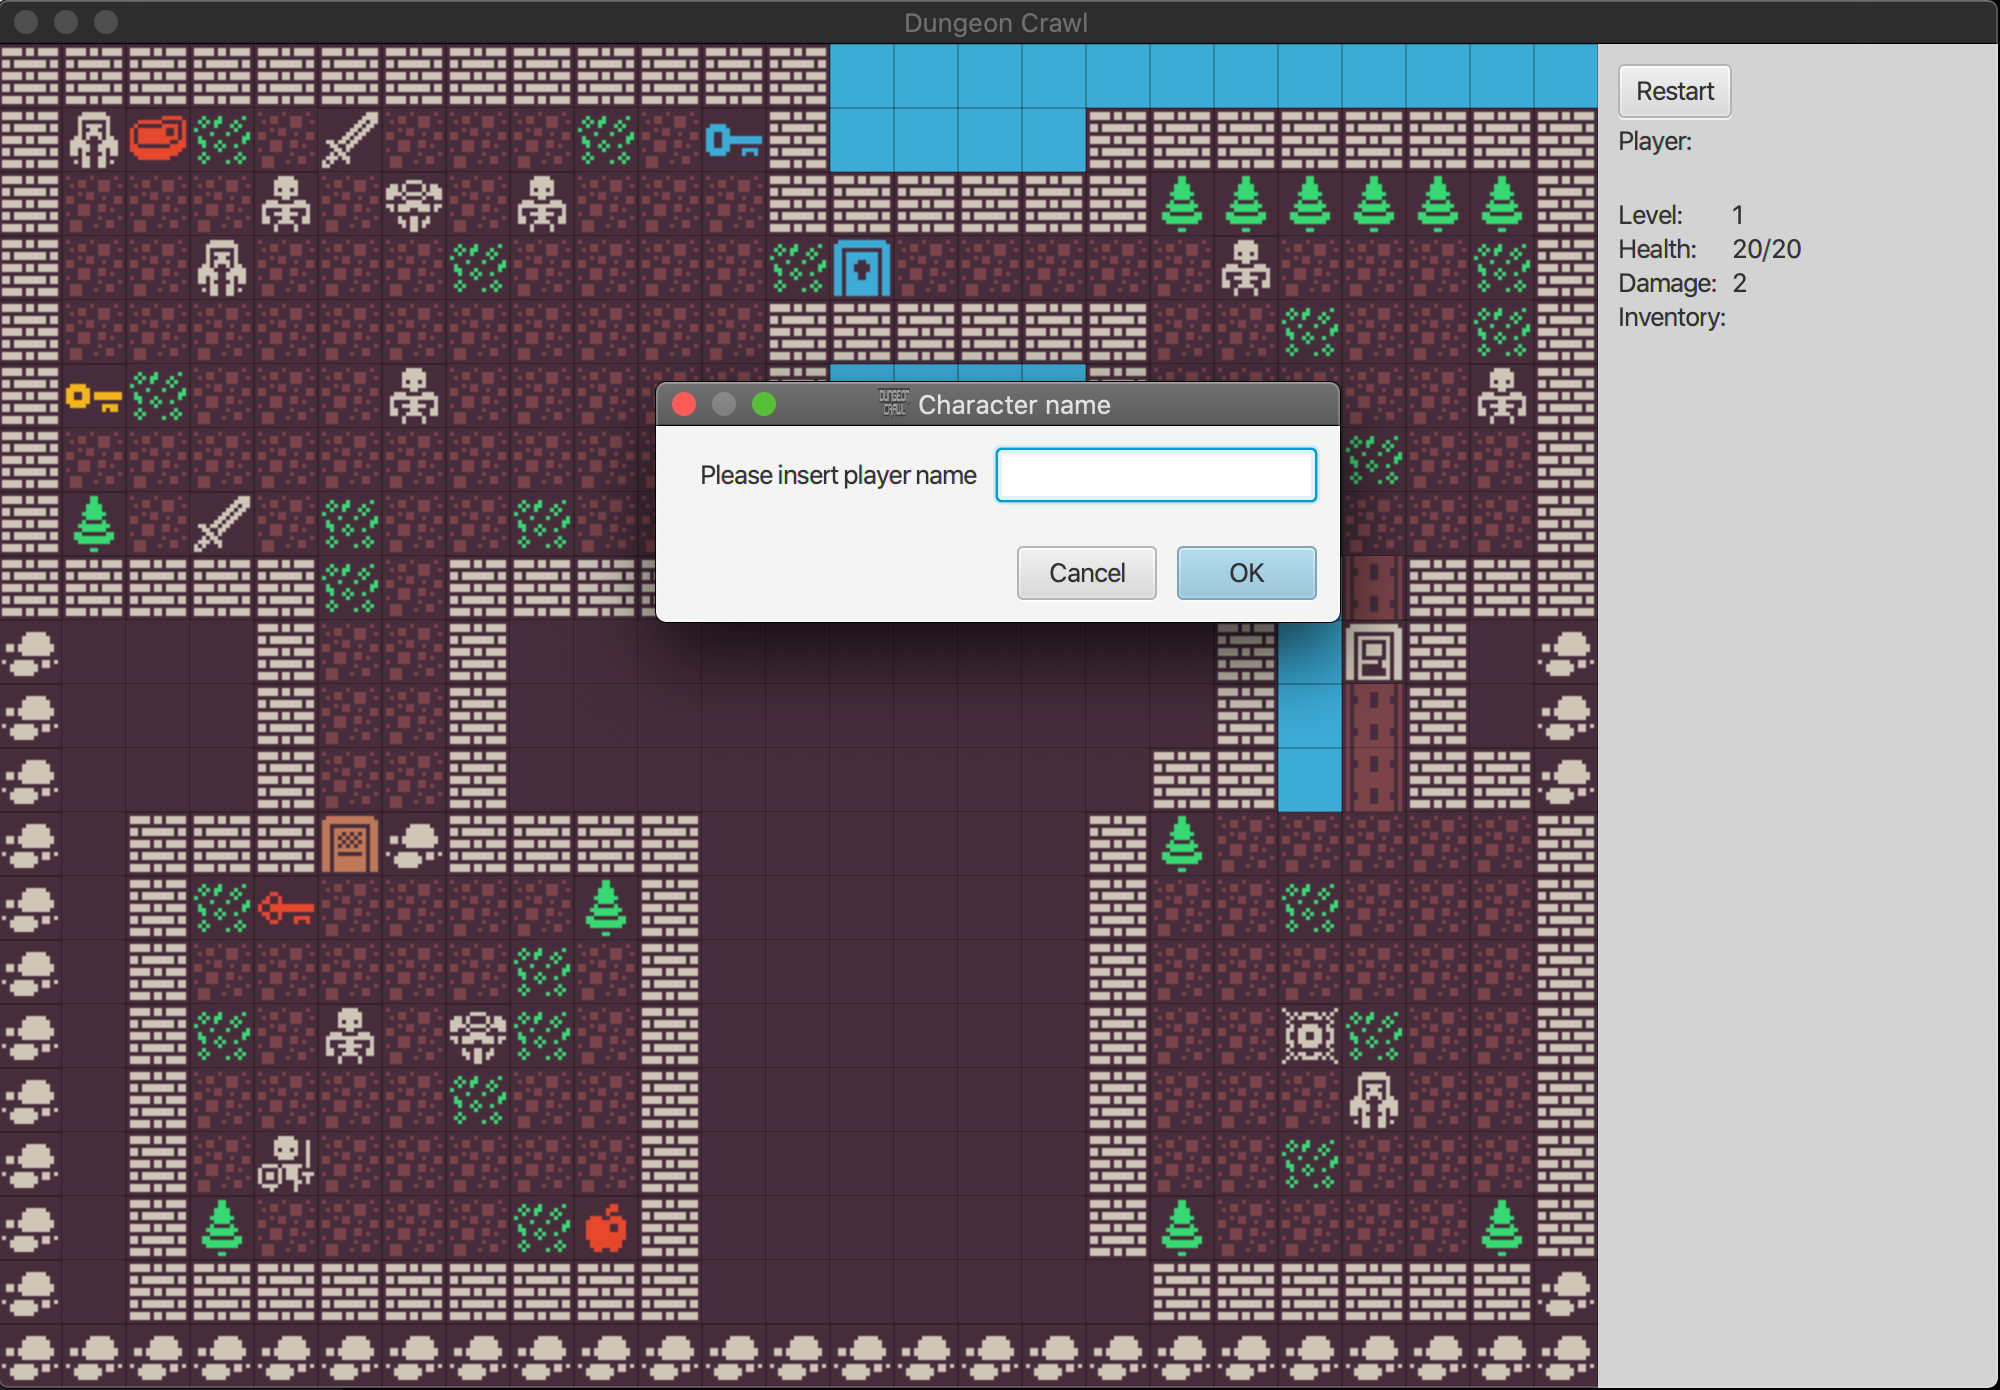 Dungeon Crawl
Restart
Player:
Level: 1
Health: 20/20
Damage: 2
Inventory:
DUNGEON
CRAWL
Character name
Please insert player name
Cancel
OK